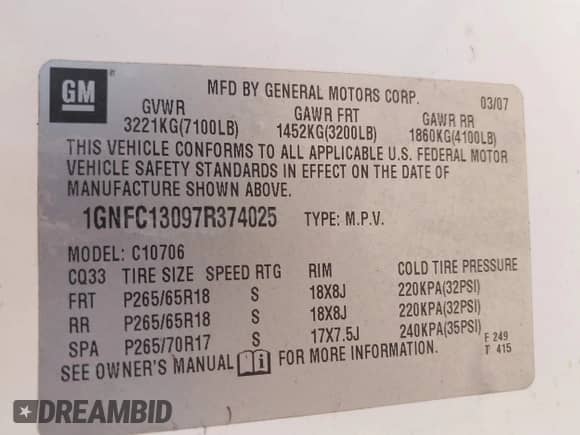 GM
MFD BY GENERAL MOTORS CORP. 03/07
GVWR GAWR FRT GAWR RR
3221KG(7100LB) 1452KG(3200LB) 1860KG(4100LB)
THIS VEHICLE CONFORMS TO ALL APPLICABLE U.S. FEDERAL MOTOR
VEHICLE SAFETY STANDARDS IN EFFECT ON THE DATE OF
MANUFACTURE SHOWN ABOVE.
1GNFC13097R374025 TYPE: M.P.V.
MODEL: C10706
CQ33 TIRE SIZE SPEED RTG RIM COLD TIRE PRESSURE
FRT P265/65R18 S 18X8J 220KPA(32PSI)
RR P265/65R18 S 18X8J 220KPA(32PSI)
SPA P265/70R17 S 17X7.5J 240KPA(35PSI) F 249
SEE OWNER'S MANUAL i FOR MORE INFORMATION. T 415
DREAMBID